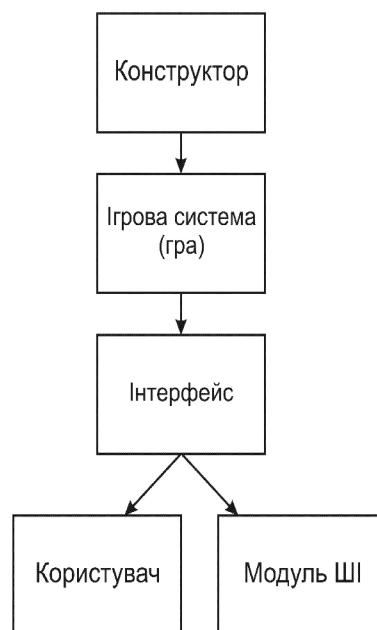 Конструктор
Ігрова система
(гра)
Інтерфейс
Користувач
Модуль ШІ